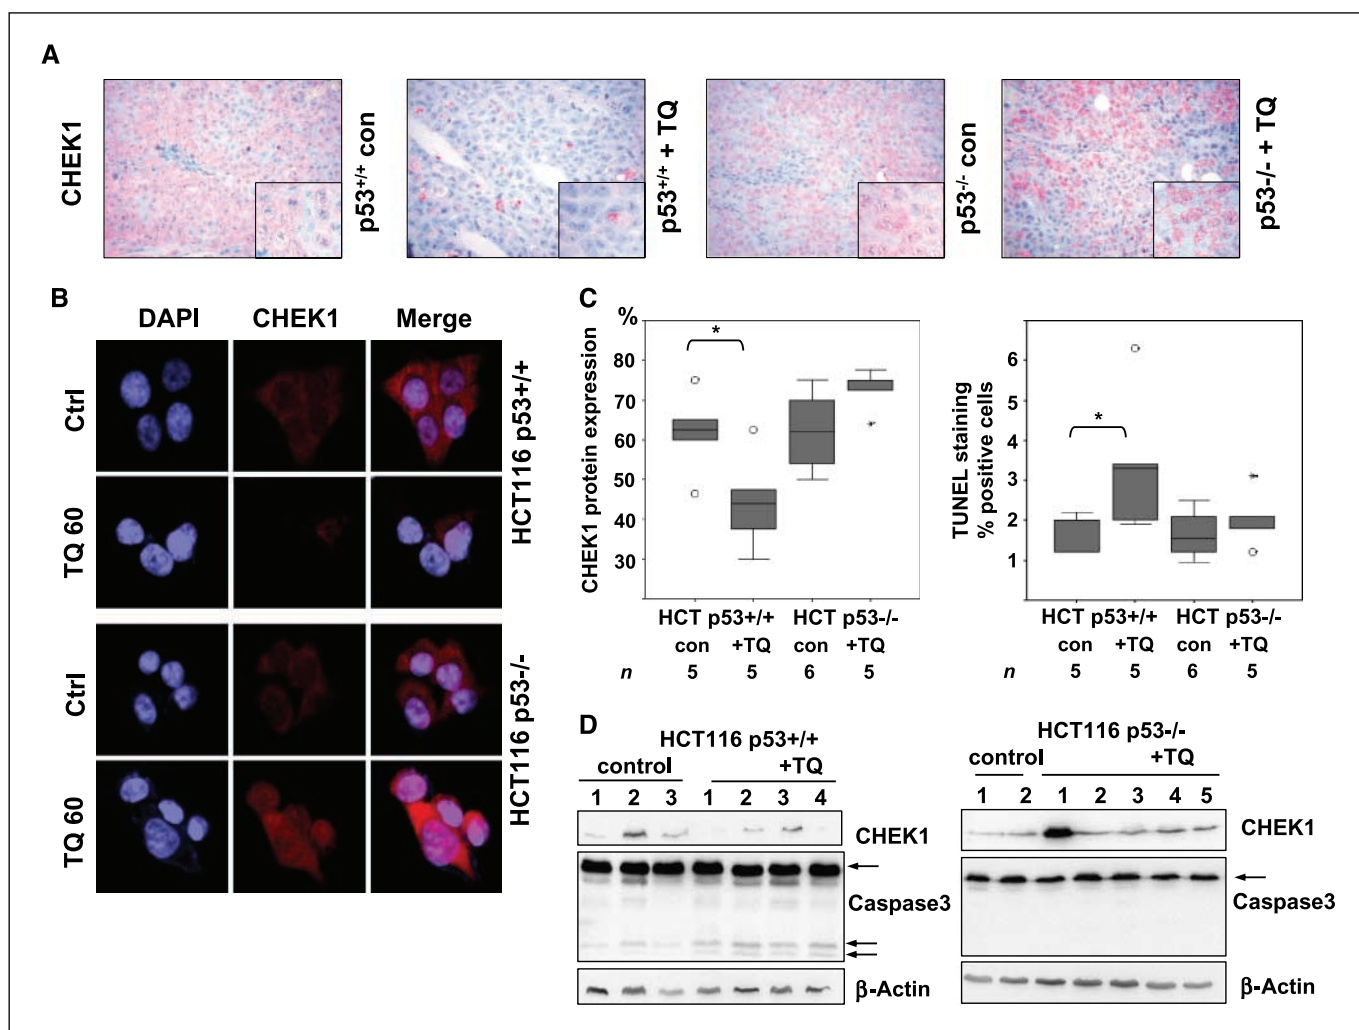 A
CHEK1
p53+/+ con
p53+/+ + TQ
p53-/- con
p53-/- + TQ
B
DAPI CHEK1 Merge
Ctrl
TQ 60
HCT116 p53+/+
Ctrl
TQ 60
HCT116 p53-/-
C
%
CHEK1 protein expression
80
70
60
50
40
30
*
HCT p53+/+ HCT p53-/-
con +TQ con +TQ
n 5 5 6 5
TUNEL staining
% positive cells
6
5
4
3
2
1
*
HCT p53+/+ HCT p53-/-
con +TQ con +TQ
n 5 5 6 5
D
HCT116 p53+/+
control +TQ
1 2 3 1 2 3 4
CHEK1
Caspase3
β-Actin
HCT116 p53-/-
control +TQ
1 2 1 2 3 4 5
CHEK1
Caspase3
β-Actin